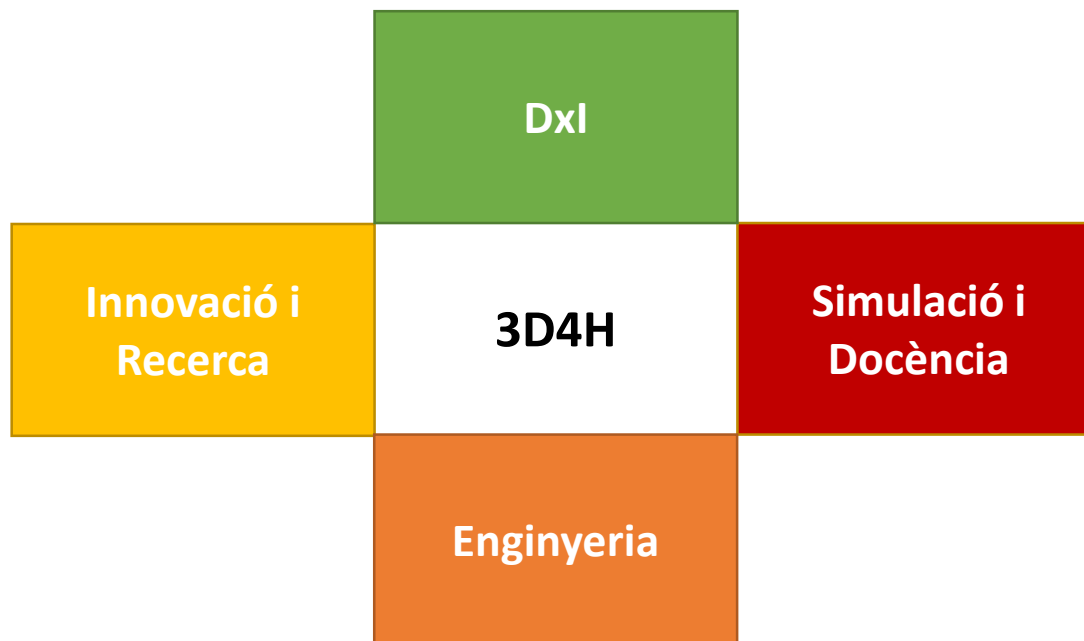 DxI
Innovació i
Recerca
3D4H
Simulació i
Docència
Enginyeria